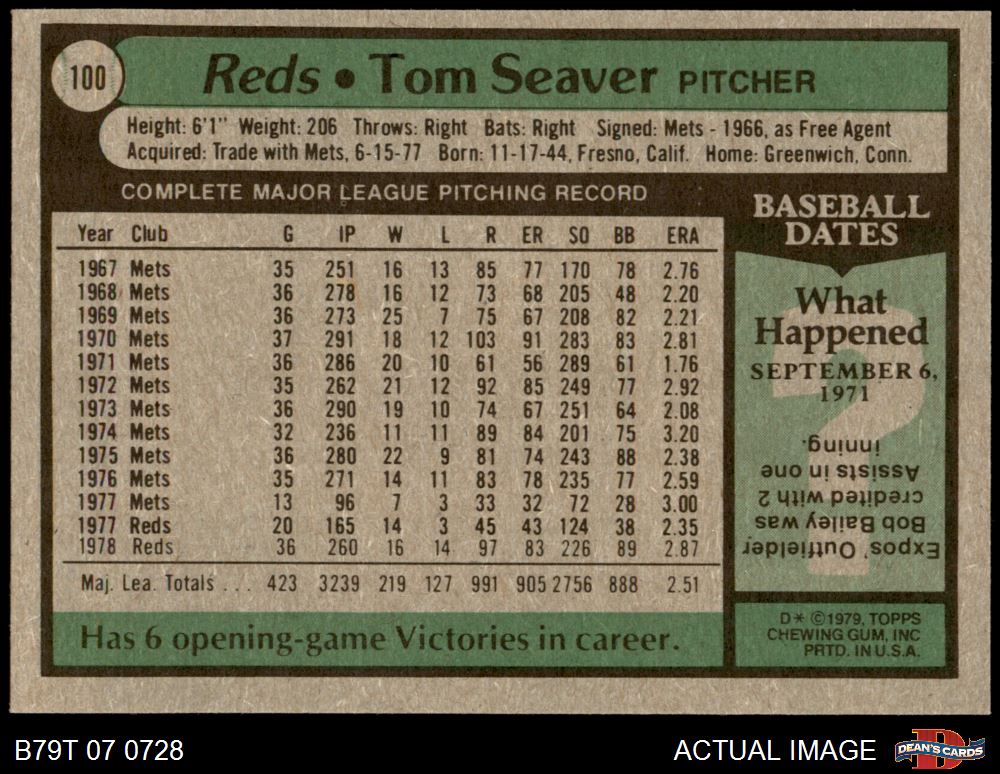 100 Reds • Tom Seaver PITCHER
Height: 6'1" Weight: 206 Throws: Right Bats: Right Signed: Mets - 1966, as Free Agent
Acquired: Trade with Mets, 6-15-77 Born: 11-17-44, Fresno, Calif. Home: Greenwich, Conn.
COMPLETE MAJOR LEAGUE PITCHING RECORD
Year Club G IP W L R ER SO BB ERA
1967 Mets 35 251 16 13 85 77 170 78 2.76
1968 Mets 36 278 16 12 73 68 205 48 2.20
1969 Mets 36 273 25 7 75 67 208 82 2.21
1970 Mets 37 291 18 12 103 91 283 83 2.81
1971 Mets 36 286 20 10 61 56 289 61 1.76
1972 Mets 35 262 21 12 92 85 249 77 2.92
1973 Mets 36 290 19 10 74 67 251 64 2.08
1974 Mets 32 236 11 11 89 84 201 75 3.20
1975 Mets 36 280 22 9 81 74 243 88 2.38
1976 Mets 35 271 14 11 83 78 235 77 2.59
1977 Mets 13 96 7 3 33 32 72 28 3.00
1977 Reds 20 165 14 3 45 43 124 38 2.35
1978 Reds 36 260 16 14 97 83 226 89 2.87
Maj. Lea. Totals . . . 423 3239 219 127 991 905 2756 888 2.51
Has 6 opening-game Victories in career.
BASEBALL
DATES
What
Happened
SEPTEMBER 6,
1971
Expos' Outfielder
Bob Bailey was
credited with 2
Assists in one
inning.
D* ©1979, TOPPS
CHEWING GUM, INC
PRTD. IN U.S.A.
B79T 07 0728
ACTUAL IMAGE
D
DEAN'S CARDS